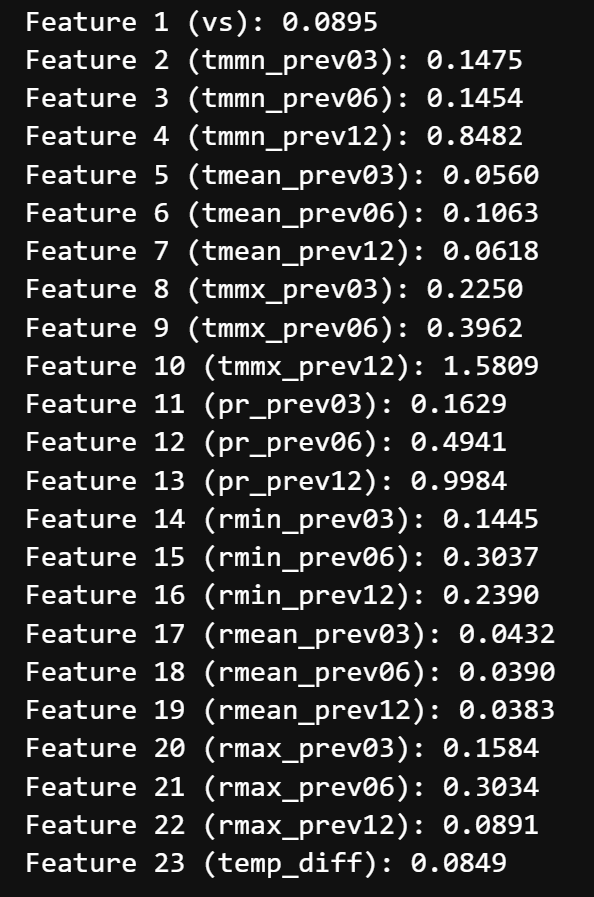 Feature 1 (vs): 0.0895
Feature 2 (tmmn_prev03): 0.1475
Feature 3 (tmmn_prev06): 0.1454
Feature 4 (tmmn_prev12): 0.8482
Feature 5 (tmean_prev03): 0.0560
Feature 6 (tmean_prev06): 0.1063
Feature 7 (tmean_prev12): 0.0618
Feature 8 (tmmx_prev03): 0.2250
Feature 9 (tmmx_prev06): 0.3962
Feature 10 (tmmx_prev12): 1.5809
Feature 11 (pr_prev03): 0.1629
Feature 12 (pr_prev06): 0.4941
Feature 13 (pr_prev12): 0.9984
Feature 14 (rmin_prev03): 0.1445
Feature 15 (rmin_prev06): 0.3037
Feature 16 (rmin_prev12): 0.2390
Feature 17 (rmean_prev03): 0.0432
Feature 18 (rmean_prev06): 0.0390
Feature 19 (rmean_prev12): 0.0383
Feature 20 (rmax_prev03): 0.1584
Feature 21 (rmax_prev06): 0.3034
Feature 22 (rmax_prev12): 0.0891
Feature 23 (temp_diff): 0.0849